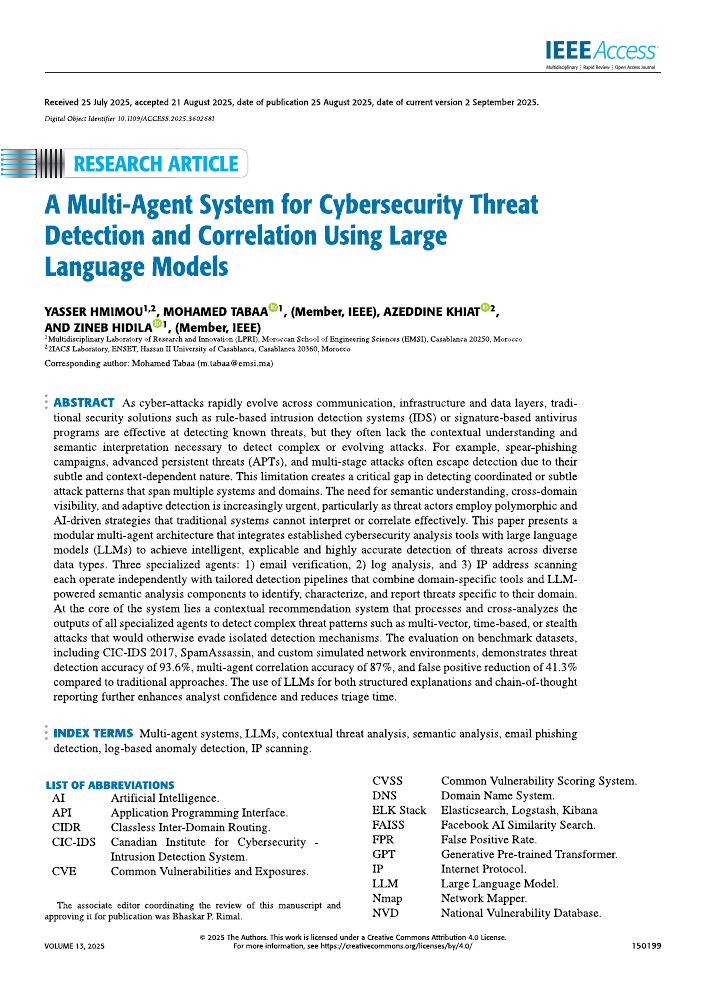 IEEE Access
Multidisciplinary | Rapid Review | Open Access Journal
Received 25 July 2025, accepted 21 August 2025, date of publication 25 August 2025, date of current version 2 September 2025.
Digital Object Identifier 10.1109/ACCESS.2025.3602681
RESEARCH ARTICLE
A Multi-Agent System for Cybersecurity Threat
Detection and Correlation Using Large
Language Models
YASSER HMIMOU1,2, MOHAMED TABAA 1, (Member, IEEE), AZEDDINE KHIAT 2,
AND ZINEB HIDILA 1, (Member, IEEE)
1Multidisciplinary Laboratory of Research and Innovation (LPRI), Moroccan School of Engineering Sciences (EMSI), Casablanca 20250, Morocco
22IACS Laboratory, ENSET, Hassan II University of Casablanca, Casablanca 20360, Morocco
Corresponding author: Mohamed Tabaa (m.tabaa@emsi.ma)
ABSTRACT As cyber-attacks rapidly evolve across communication, infrastructure and data layers, tradi-
tional security solutions such as rule-based intrusion detection systems (IDS) or signature-based antivirus
programs are effective at detecting known threats, but they often lack the contextual understanding and
semantic interpretation necessary to detect complex or evolving attacks. For example, spear-phishing
campaigns, advanced persistent threats (APTs), and multi-stage attacks often escape detection due to their
subtle and context-dependent nature. This limitation creates a critical gap in detecting coordinated or subtle
attack patterns that span multiple systems and domains. The need for semantic understanding, cross-domain
visibility, and adaptive detection is increasingly urgent, particularly as threat actors employ polymorphic and
AI-driven strategies that traditional systems cannot interpret or correlate effectively. This paper presents a
modular multi-agent architecture that integrates established cybersecurity analysis tools with large language
models (LLMs) to achieve intelligent, explicable and highly accurate detection of threats across diverse
data types. Three specialized agents: 1) email verification, 2) log analysis, and 3) IP address scanning
each operate independently with tailored detection pipelines that combine domain-specific tools and LLM-
powered semantic analysis components to identify, characterize, and report threats specific to their domain.
At the core of the system lies a contextual recommendation system that processes and cross-analyzes the
outputs of all specialized agents to detect complex threat patterns such as multi-vector, time-based, or stealth
attacks that would otherwise evade isolated detection mechanisms. The evaluation on benchmark datasets,
including CIC-IDS 2017, SpamAssassin, and custom simulated network environments, demonstrates threat
detection accuracy of 93.6%, multi-agent correlation accuracy of 87%, and false positive reduction of 41.3%
compared to traditional approaches. The use of LLMs for both structured explanations and chain-of-thought
reporting further enhances analyst confidence and reduces triage time.
INDEX TERMS Multi-agent systems, LLMs, contextual threat analysis, semantic analysis, email phishing
detection, log-based anomaly detection, IP scanning.
LIST OF ABBREVIATIONS
AI Artificial Intelligence.
API Application Programming Interface.
CIDR Classless Inter-Domain Routing.
CIC-IDS Canadian Institute for Cybersecurity -
Intrusion Detection System.
CVE Common Vulnerabilities and Exposures.
The associate editor coordinating the review of this manuscript and
approving it for publication was Bhaskar P. Rimal.
CVSS Common Vulnerability Scoring System.
DNS Domain Name System.
ELK Stack Elasticsearch, Logstash, Kibana
FAISS Facebook AI Similarity Search.
FPR False Positive Rate.
GPT Generative Pre-trained Transformer.
IP Internet Protocol.
LLM Large Language Model.
Nmap Network Mapper.
NVD National Vulnerability Database.
© 2025 The Authors. This work is licensed under a Creative Commons Attribution 4.0 License.
VOLUME 13, 2025 For more information, see https://creativecommons.org/licenses/by/4.0/ 150199